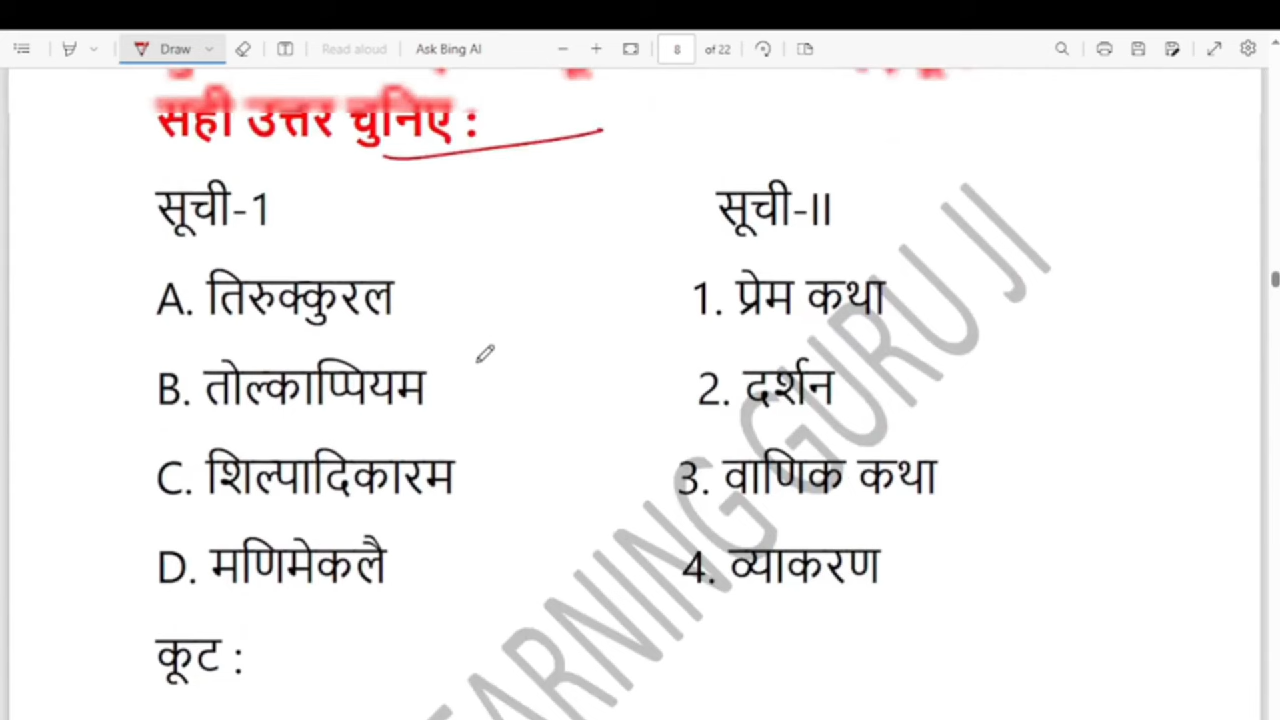 Draw
Read aloud
Ask Bing AI
8 of 22
सही उत्तर चुनिए :
सूची-1 सूची-II
A. तिरुक्कुरल 1. प्रेम कथा
B. तोल्काप्पियम 2. दर्शन
C. शिल्पादिकारम 3. वाणिक कथा
D. मणिमेकलै 4. व्याकरण
कूट :
EARNING GURU JI